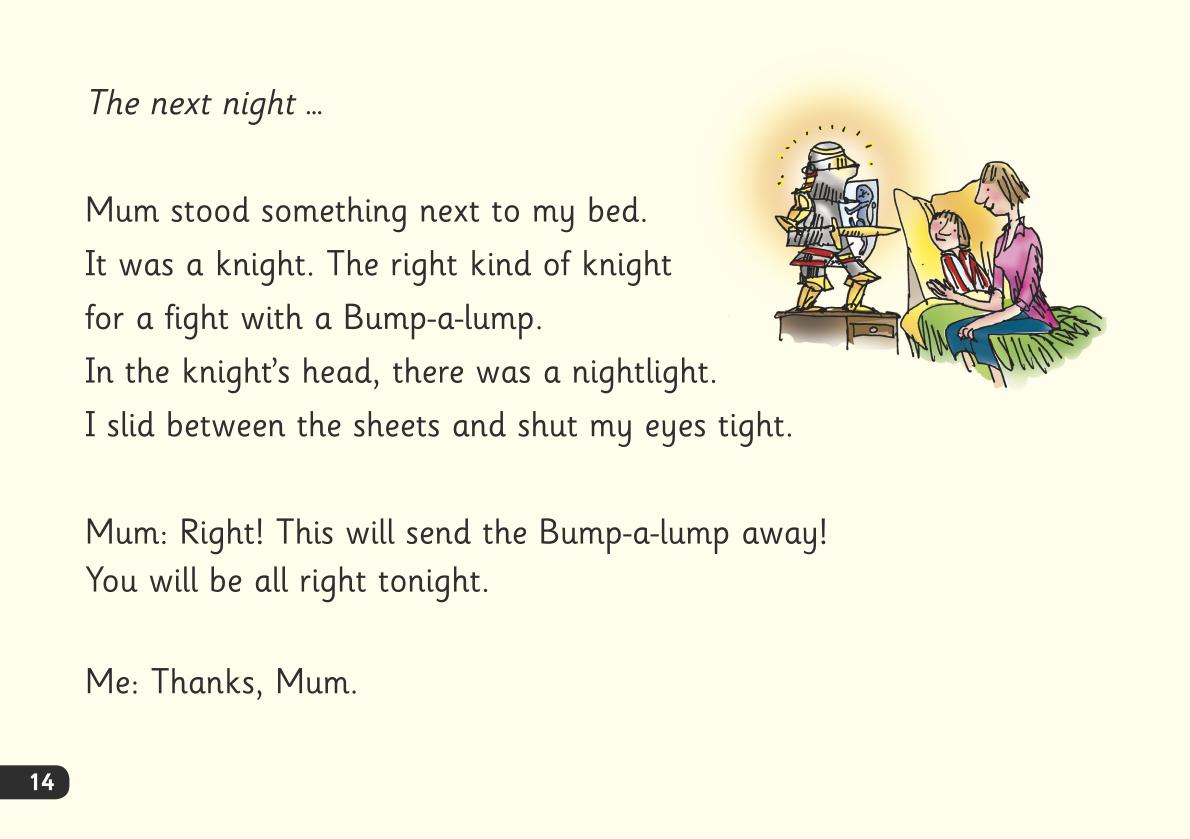 The next night ...
Mum stood something next to my bed.
It was a knight. The right kind of knight
for a fight with a Bump-a-lump.
In the knight’s head, there was a nightlight.
I slid between the sheets and shut my eyes tight.
Mum: Right! This will send the Bump-a-lump away!
You will be all right tonight.
Me: Thanks, Mum.
14